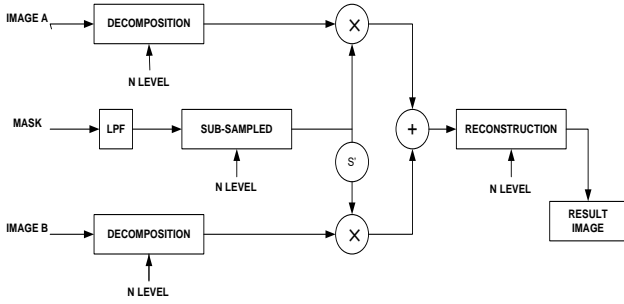 IMAGE A
DECOMPOSITION
×
N LEVEL
MASK
LPF
SUB-SAMPLED
+
RECONSTRUCTION
S'
N LEVEL
N LEVEL
RESULT
IMAGE
IMAGE B
DECOMPOSITION
×
N LEVEL